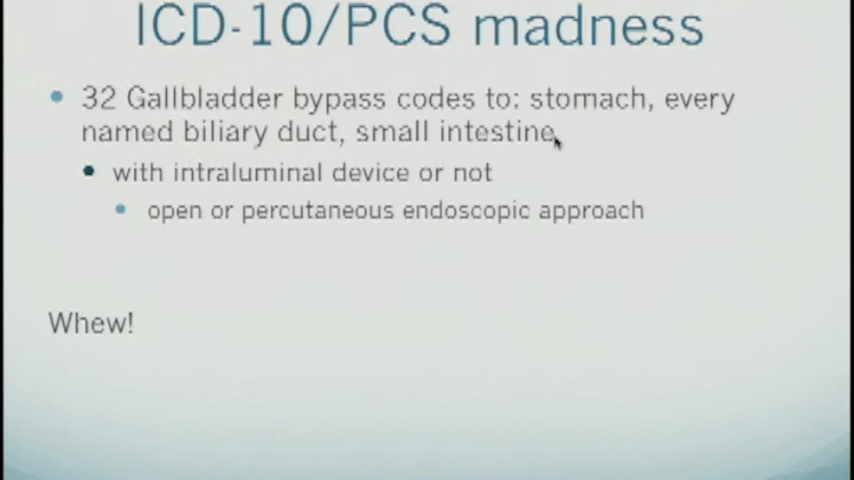 ICD-10/PCS madness
32 Gallbladder bypass codes to: stomach, every
named biliary duct, small intestine
with intraluminal device or not
open or percutaneous endoscopic approach
Whew!